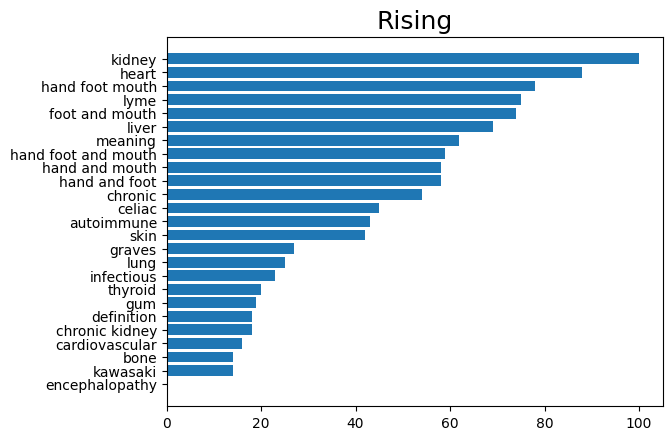 Rising
kidney
heart
hand foot mouth
lyme
foot and mouth
liver
meaning
hand foot and mouth
hand and mouth
hand and foot
chronic
celiac
autoimmune
skin
graves
lung
infectious
thyroid
gum
definition
chronic kidney
cardiovascular
bone
kawasaki
encephalopathy
0 20 40 60 80 100